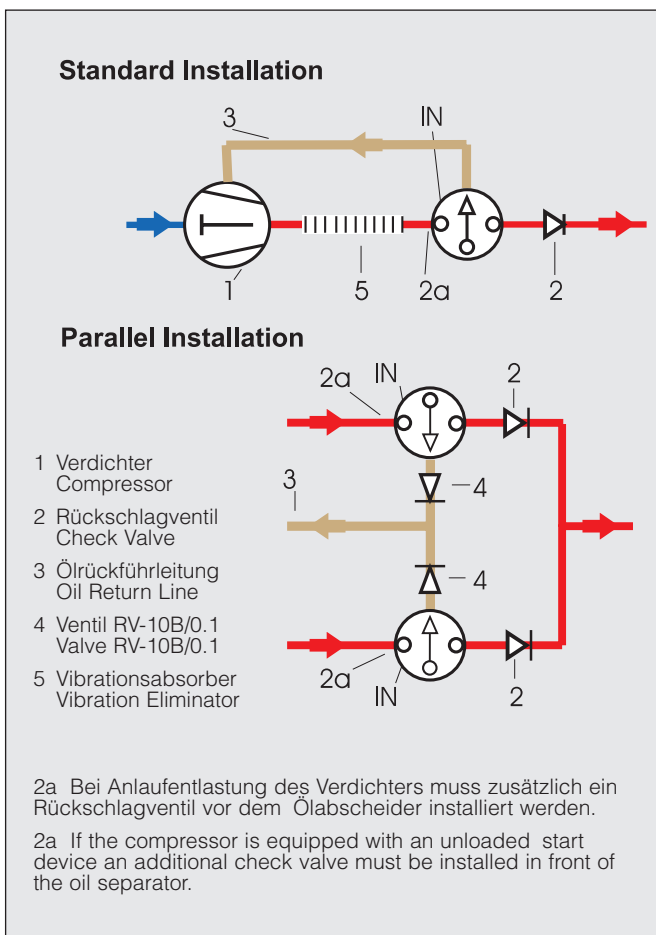 Standard Installation
3
IN
1
5
2a
2
Parallel Installation
2a
IN
2
1 Verdichter
Compressor
3
4
2 Rückschlagventil
Check Valve
3 Ölrückführleitung
Oil Return Line
4
4 Ventil RV-10B/0.1
Valve RV-10B/0.1
5 Vibrationsabsorber
Vibration Eliminator
2a
IN
2
2a Bei Anlaufentlastung des Verdichters muss zusätzlich ein
Rückschlagventil vor dem Ölabscheider installiert werden.
2a If the compressor is equipped with an unloaded start
device an additional check valve must be installed in front of
the oil separator.